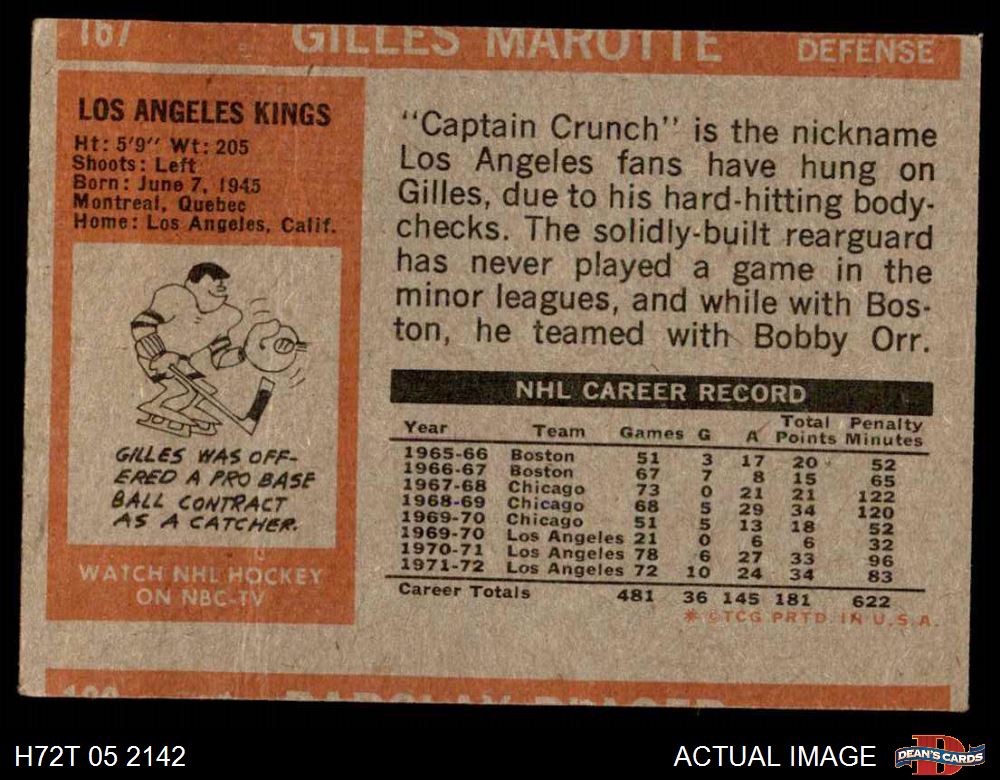 167 GILLES MAROTTE DEFENSE
LOS ANGELES KINGS
Ht: 5'9" Wt: 205
Shoots: Left
Born: June 7, 1945
Montreal, Quebec
Home: Los Angeles, Calif.
GILLES WAS OFF-
ERED A PRO BASE
BALL CONTRACT
AS A CATCHER.
WATCH NHL HOCKEY
ON NBC-TV
"Captain Crunch" is the nickname
Los Angeles fans have hung on
Gilles, due to his hard-hitting body-
checks. The solidly-built rearguard
has never played a game in the
minor leagues, and while with Bos-
ton, he teamed with Bobby Orr.
NHL CAREER RECORD
Year Team Games G A Total Points Penalty Minutes
1965-66 Boston 51 3 17 20 52
1966-67 Boston 67 7 8 15 65
1967-68 Chicago 73 0 21 21 122
1968-69 Chicago 68 5 29 34 120
1969-70 Chicago 51 5 13 18 52
1969-70 Los Angeles 21 0 6 6 32
1970-71 Los Angeles 78 6 27 33 96
1971-72 Los Angeles 72 10 24 34 83
Career Totals 481 36 145 181 622
* © TCG PRTD. IN U.S.A.
H72T 05 2142
ACTUAL IMAGE
DEAN'S CARDS